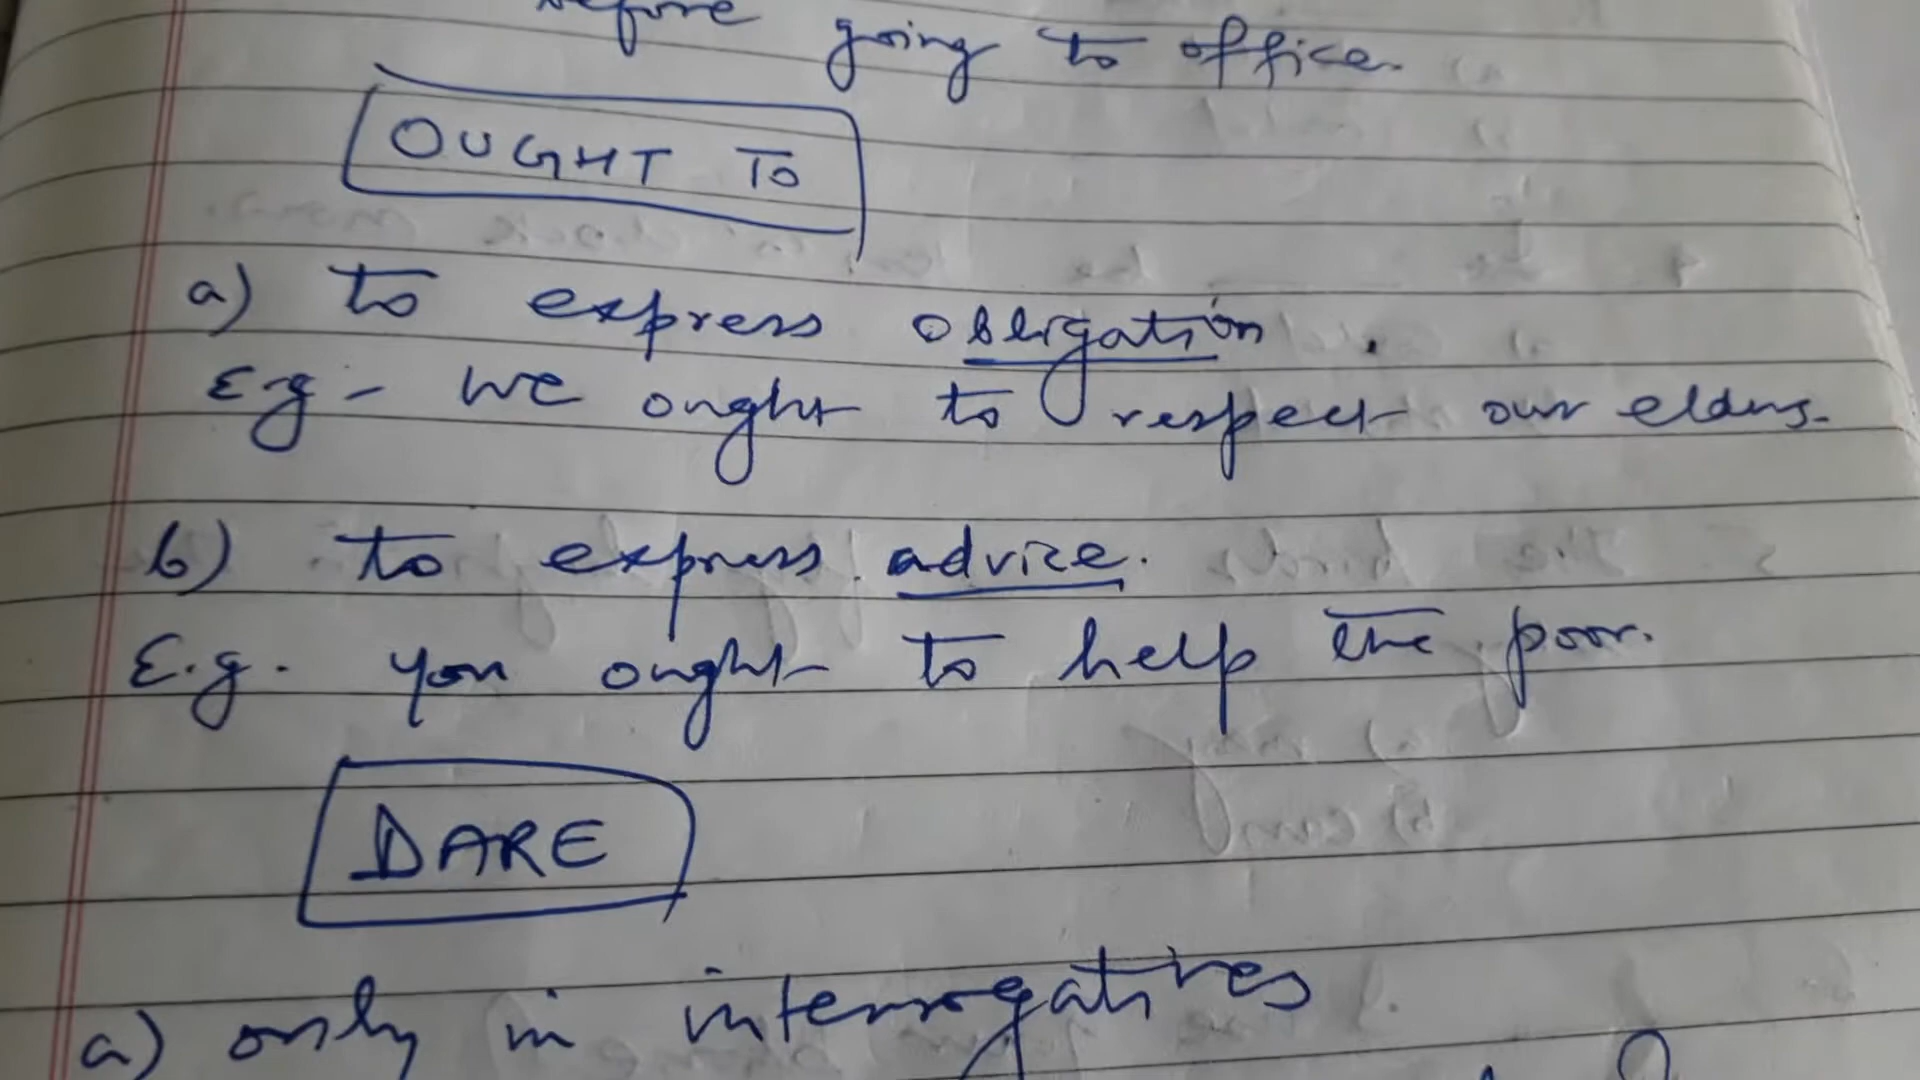 before going to office.
OUGHT TO
a) to express obligation.
E.g - We ought to respect our elders.
b) to express advice.
E.g. you ought to help the poor.
DARE
a) only in interrogatives